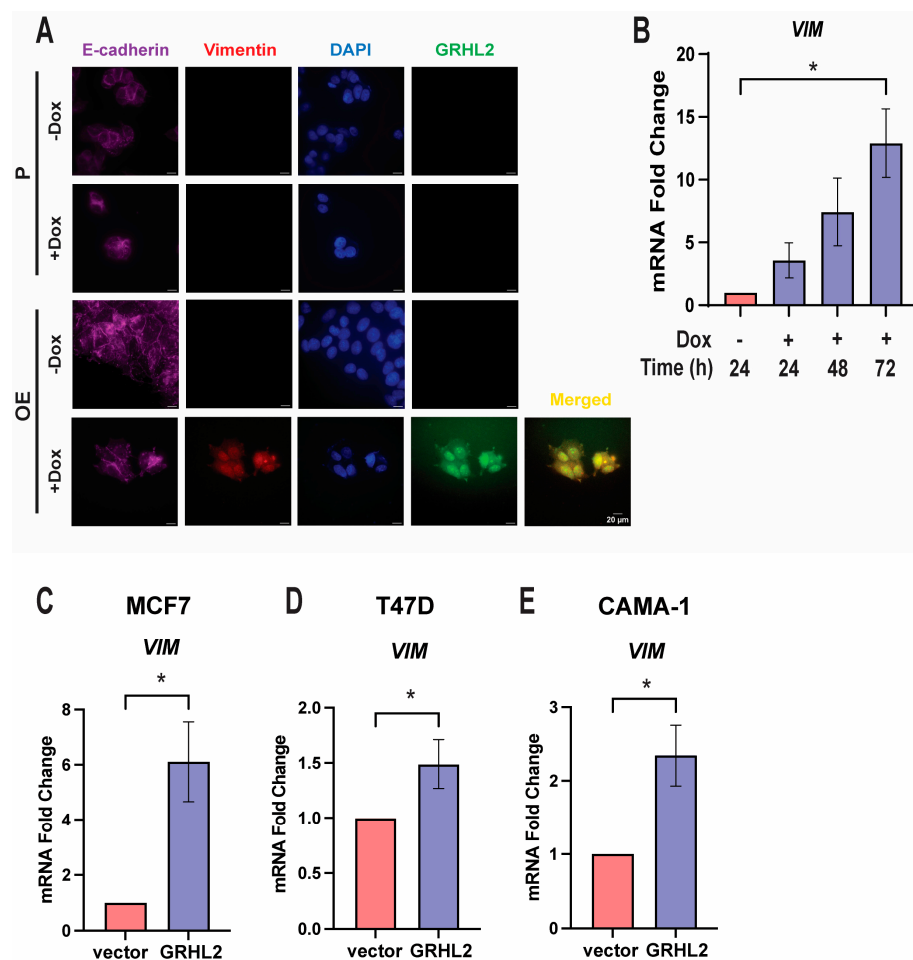 A
E-cadherin Vimentin DAPI GRHL2
P
-Dox
+Dox
OE
-Dox
+Dox
Merged
20 μm
B
VIM
*
mRNA Fold Change
20
15
10
5
0
Dox - + + +
Time (h) 24 24 48 72
C MCF7
VIM
*
mRNA Fold Change
8
6
4
2
0
vector GRHL2
D T47D
VIM
*
mRNA Fold Change
2.0
1.5
1.0
0.5
0.0
vector GRHL2
E CAMA-1
VIM
*
mRNA Fold Change
3
2
1
0
vector GRHL2